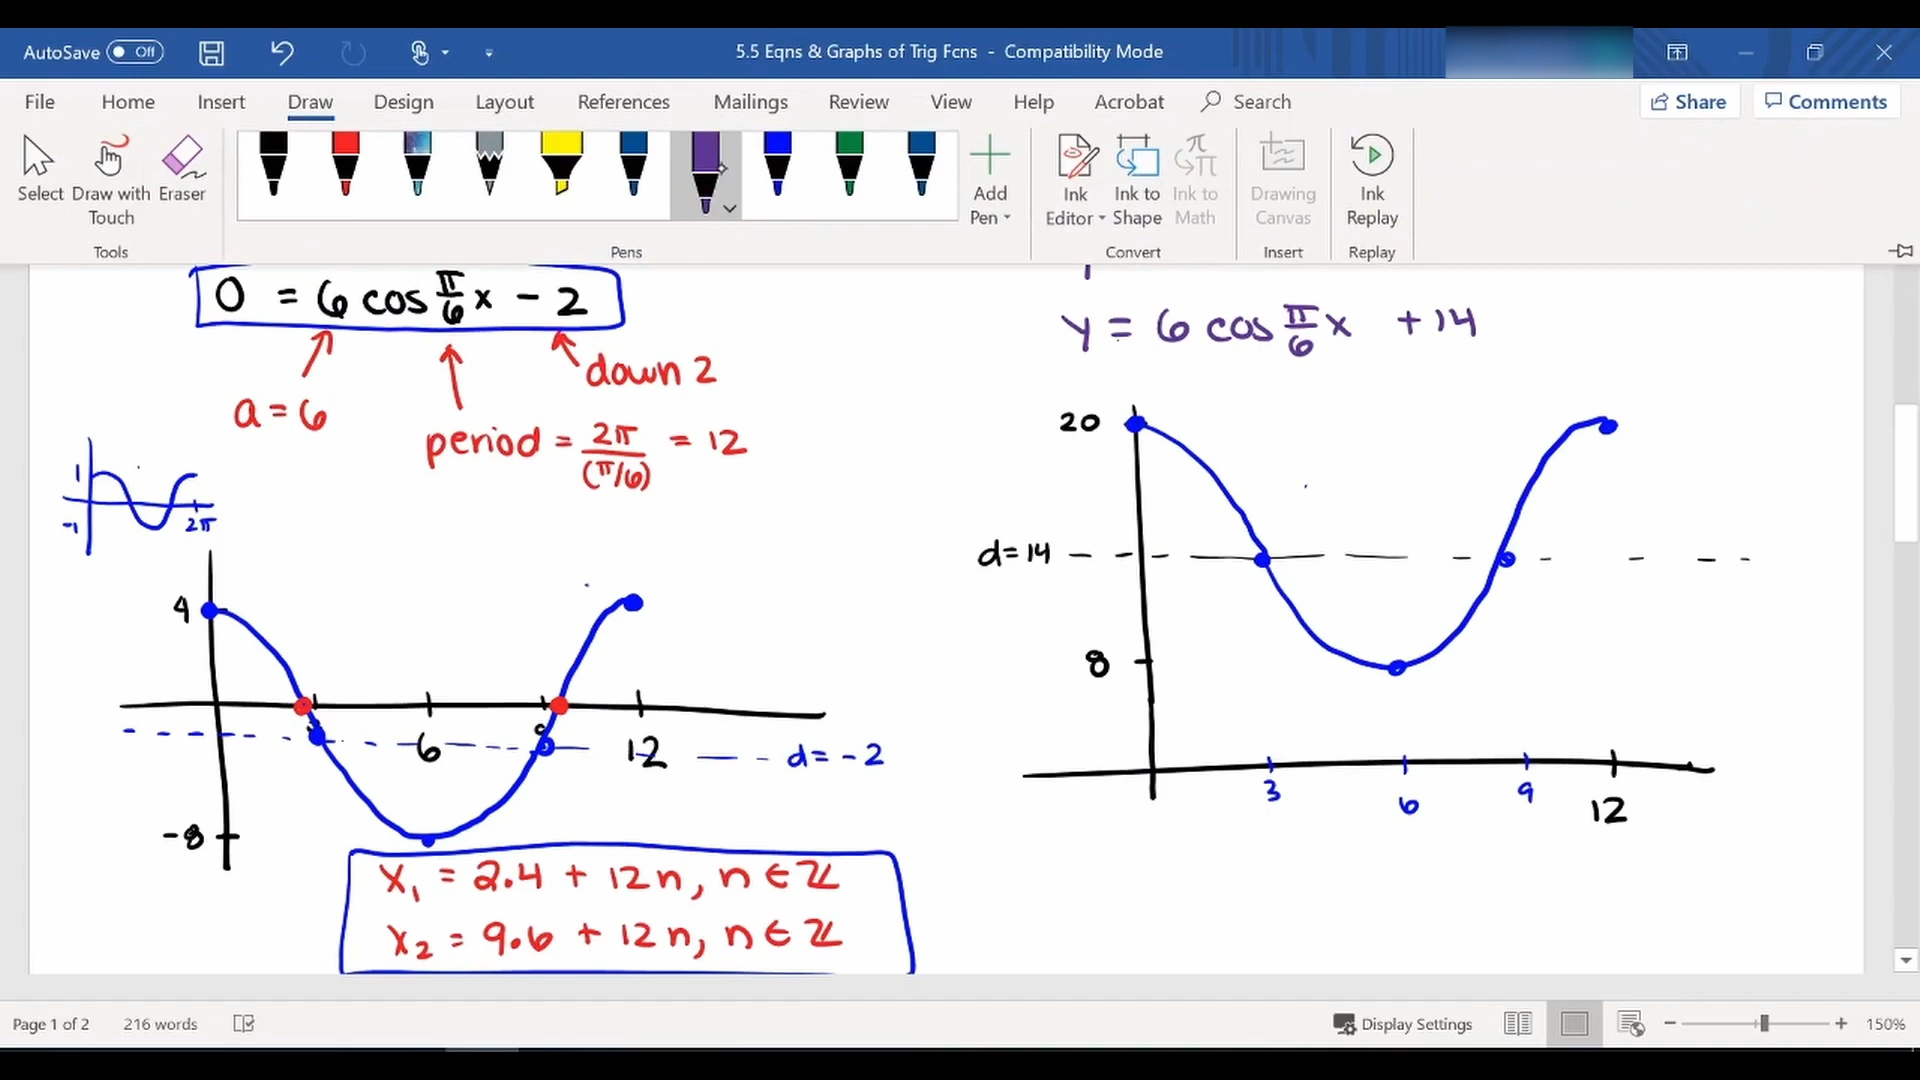 AutoSave Off
5.5 Eqns & Graphs of Trig Fcns - Compatibility Mode
File Home Insert Draw Design Layout References Mailings Review View Help Acrobat Search Share Comments
Select
Draw with Touch
Eraser
Tools
Pens
Add Pen
Ink Editor
Ink to Shape
Ink to Math
Convert
Drawing Canvas
Insert
Ink Replay
Replay
0 = 6 cos π/6 x - 2
a = 6
period = 2π/(π/6) = 12
down 2
1
-1
2π
4
6
9
12
d = -2
-8
x₁ = 2.4 + 12n, n ∈ ℤ
x₂ = 9.6 + 12n, n ∈ ℤ
y = 6 cos π/6 x + 14
20
d = 14
8
3
6
9
12
Page 1 of 2 216 words
Display Settings
150%